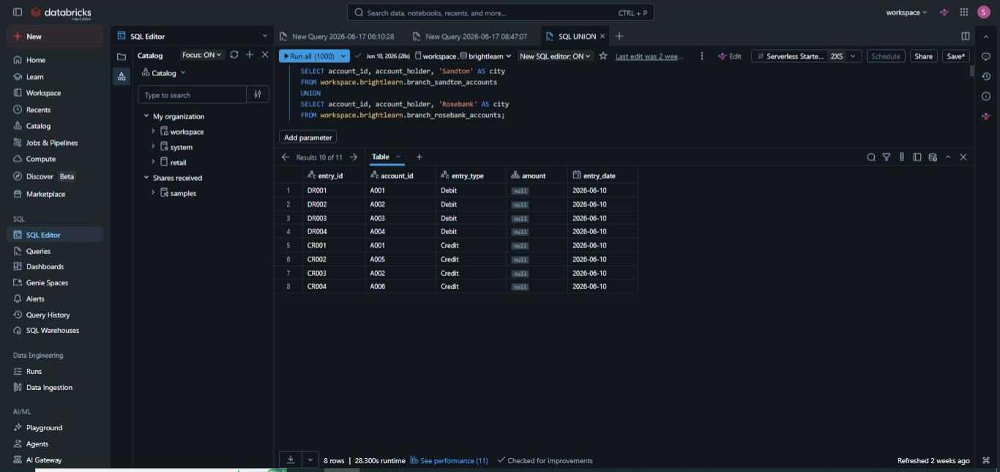 databricks
Free Edition
Search data, notebooks, recents, and more...
CTRL + P
workspace
S
New
Home
Learn
Workspace
Recents
Catalog
Jobs & Pipelines
Compute
Discover Beta
Marketplace
SQL
SQL Editor
Queries
Dashboards
Genie Spaces
Alerts
Query History
SQL Warehouses
Data Engineering
Runs
Data Ingestion
AI/ML
Playground
Agents
AI Gateway
SQL Editor
Catalog
Focus: ON
Catalog
Type to search
My organization
workspace
system
retail
Shares received
samples
New Query 2026-06-17 06:10:28
New Query 2026-06-17 08:47:07
SQL UNION
Run all (1000)
Jun 10, 2026 (28s)
workspace. brightlearn
New SQL editor: ON
Last edit was 2 wee...
Edit
Serverless Starte... 2XS
Schedule
Share
Save*
SELECT account_id, account_holder, 'Sandton' AS city
FROM workspace.brightlearn.branch_sandton_accounts
UNION
SELECT account_id, account_holder, 'Rosebank' AS city
FROM workspace.brightlearn.branch_rosebank_accounts;
Add parameter
Results 10 of 11
Table
entry_id account_id entry_type amount entry_date
1 DR001 A001 Debit null 2026-06-10
2 DR002 A002 Debit null 2026-06-10
3 DR003 A003 Debit null 2026-06-10
4 DR004 A004 Debit null 2026-06-10
5 CR001 A001 Credit null 2026-06-10
6 CR002 A005 Credit null 2026-06-10
7 CR003 A002 Credit null 2026-06-10
8 CR004 A006 Credit null 2026-06-10
8 rows | 28.300s runtime
See performance (11)
Checked for improvements
Refreshed 2 weeks ago